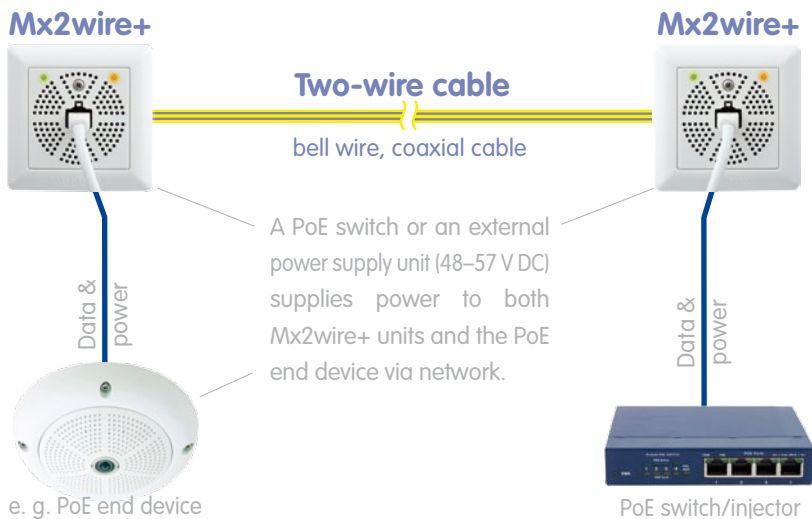 Mx2wire+ Mx2wire+
Two-wire cable
bell wire, coaxial cable
A PoE switch or an external
power supply unit (48–57 V DC)
supplies power to both
Mx2wire+ units and the PoE
end device via network.
Data &
power
Data &
power
e. g. PoE end device
PoE switch/injector